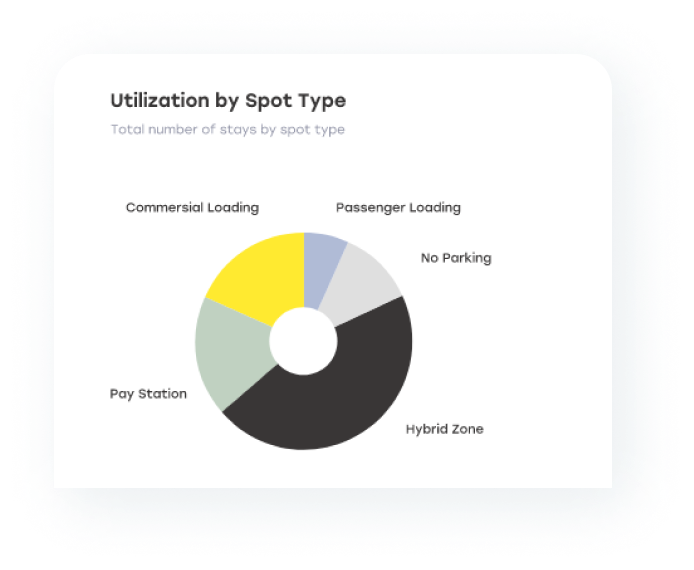 Utilization by Spot Type
Total number of stays by spot type
Commersial Loading
Passenger Loading
No Parking
Pay Station
Hybrid Zone